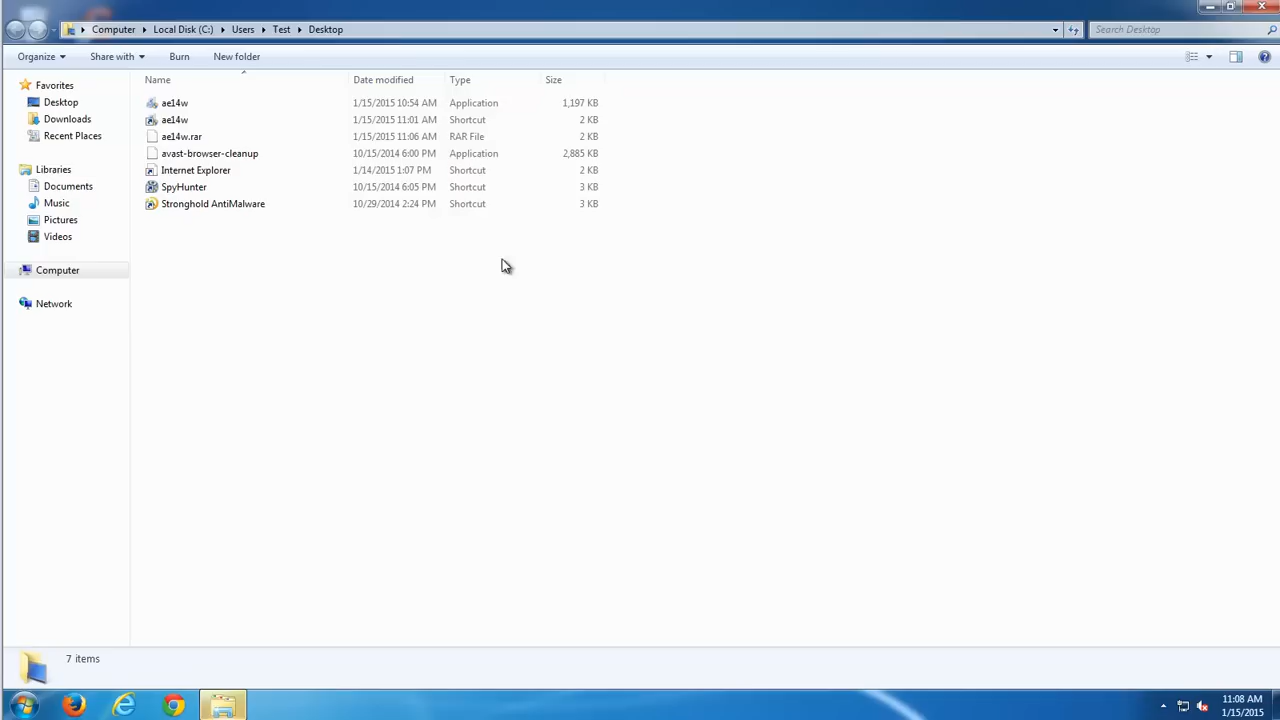 Computer Local Disk (C:) Users Test Desktop Search Desktop
Organize Share with Burn New folder
Name Date modified Type Size
Favorites
Desktop
Downloads
Recent Places
Libraries
Documents
Music
Pictures
Videos
Computer
Network
ae14w 1/15/2015 10:54 AM Application 1,197 KB
ae14w 1/15/2015 11:01 AM Shortcut 2 KB
ae14w.rar 1/15/2015 11:06 AM RAR File 2 KB
avast-browser-cleanup 10/15/2014 6:00 PM Application 2,885 KB
Internet Explorer 1/14/2015 1:07 PM Shortcut 2 KB
SpyHunter 10/15/2014 6:05 PM Shortcut 3 KB
Stronghold AntiMalware 10/29/2014 2:24 PM Shortcut 3 KB
7 items
11:08 AM
1/15/2015